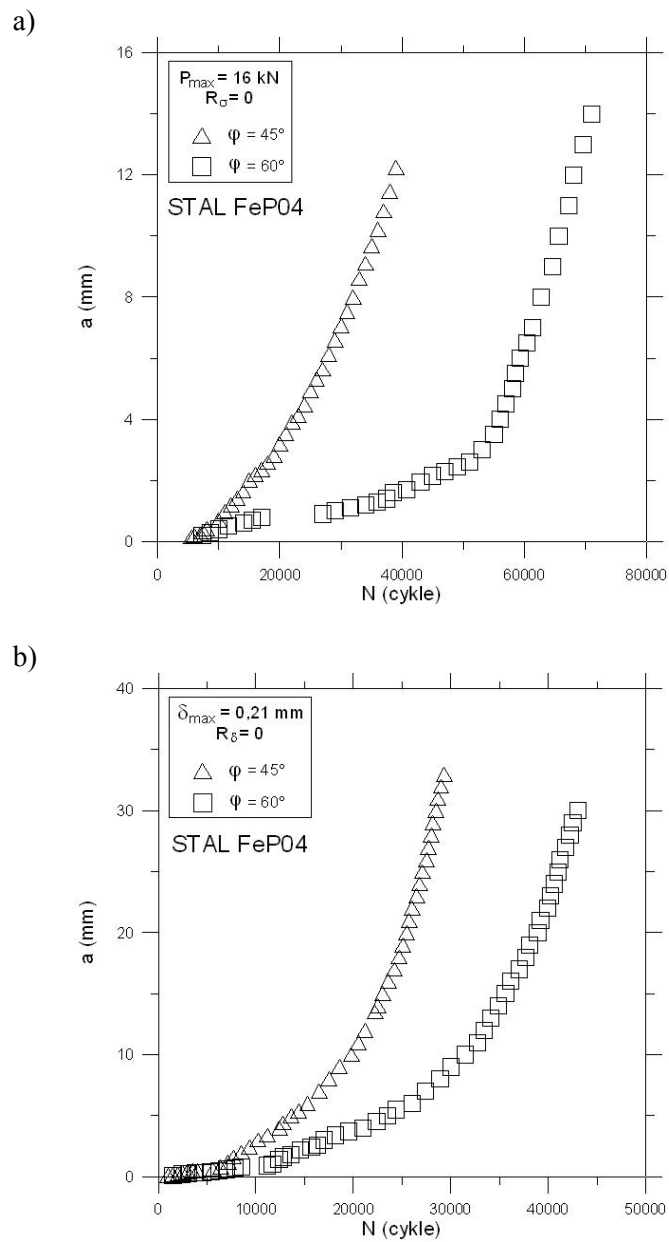 a)
16
12
8
4
0
a (mm)
P_max = 16 kN
R_σ = 0
φ = 45°
φ = 60°
STAL FeP04
0 20000 40000 60000 80000
N (cykle)
b)
40
30
20
10
0
a (mm)
δ_max = 0,21 mm
R_δ = 0
φ = 45°
φ = 60°
STAL FeP04
0 10000 20000 30000 40000 50000
N (cykle)